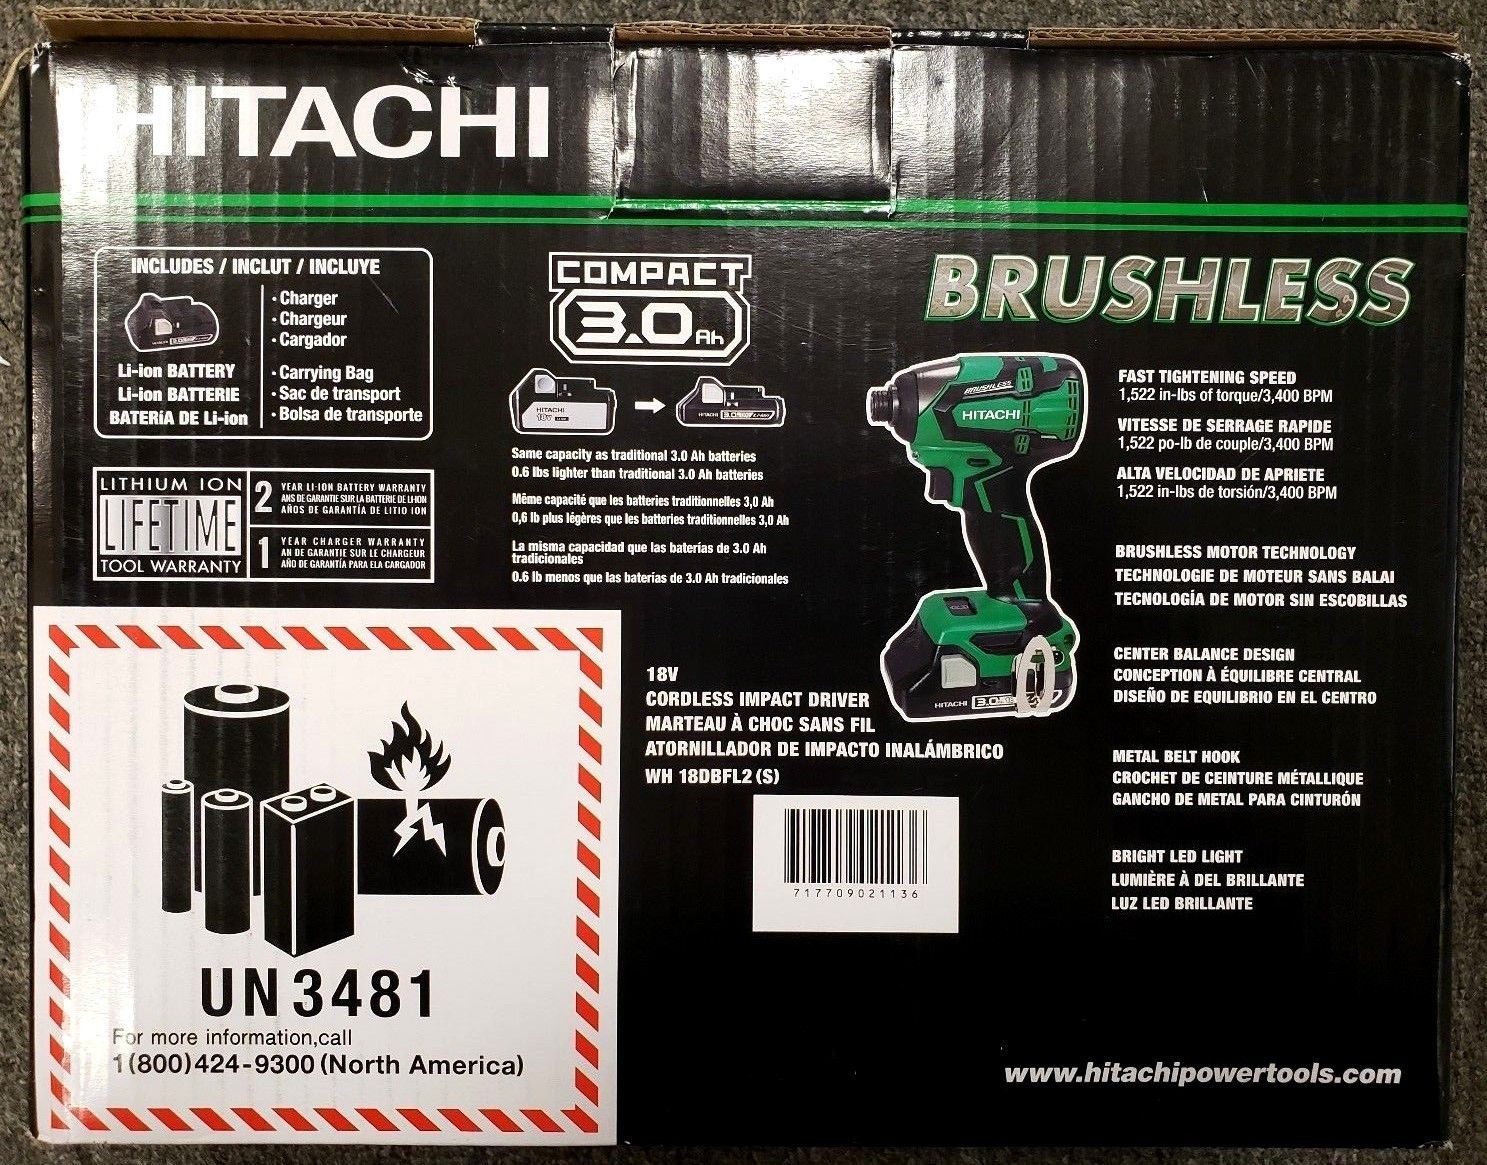 HITACHI
INCLUDES / INCLUT / INCLUYE
Li-ion BATTERY
Li-ion BATTERIE
BATERíA DE Li-ion
· Charger
· Chargeur
· Cargador
· Carrying Bag
· Sac de transport
· Bolsa de transporte
LITHIUM ION
LIFETIME
TOOL WARRANTY
2 YEAR LI-ION BATTERY WARRANTY
ANS DE GARANTIE SUR LA BATTERIE DE LI-ION
AÑOS DE GARANTÍA DE LITIO ION
1 YEAR CHARGER WARRANTY
AN DE GARANTIE SUR LE CHARGEUR
AÑO DE GARANTÍA PARA ELA CARGADOR
COMPACT
3.0 Ah
HITACHI
18V
HITACHI 3.0
Same capacity as traditional 3.0 Ah batteries
0.6 lbs lighter than traditional 3.0 Ah batteries
Même capacité que les batteries traditionnelles 3,0 Ah
0,6 lb plus légères que les batteries traditionnelles 3,0 Ah
La misma capacidad que las baterías de 3.0 Ah
tradicionales
0.6 lb menos que las baterías de 3.0 Ah tradicionales
BRUSHLESS
BRUSHLESS
HITACHI
HITACHI 3.0
FAST TIGHTENING SPEED
1,522 in-lbs of torque/3,400 BPM
VITESSE DE SERRAGE RAPIDE
1,522 po-lb de couple/3,400 BPM
ALTA VELOCIDAD DE APRIETE
1,522 in-lbs de torsión/3,400 BPM
BRUSHLESS MOTOR TECHNOLOGY
TECHNOLOGIE DE MOTEUR SANS BALAI
TECNOLOGÍA DE MOTOR SIN ESCOBILLAS
CENTER BALANCE DESIGN
CONCEPTION À ÉQUILIBRE CENTRAL
DISEÑO DE EQUILIBRIO EN EL CENTRO
METAL BELT HOOK
CROCHET DE CEINTURE MÉTALLIQUE
GANCHO DE METAL PARA CINTURÓN
BRIGHT LED LIGHT
LUMIÈRE À DEL BRILLANTE
LUZ LED BRILLANTE
18V
CORDLESS IMPACT DRIVER
MARTEAU À CHOC SANS FIL
ATORNILLADOR DE IMPACTO INALÁMBRICO
WH 18DBFL2 (S)
717709021136
UN3481
For more information,call
1(800)424-9300 (North America)
www.hitachipowertools.com